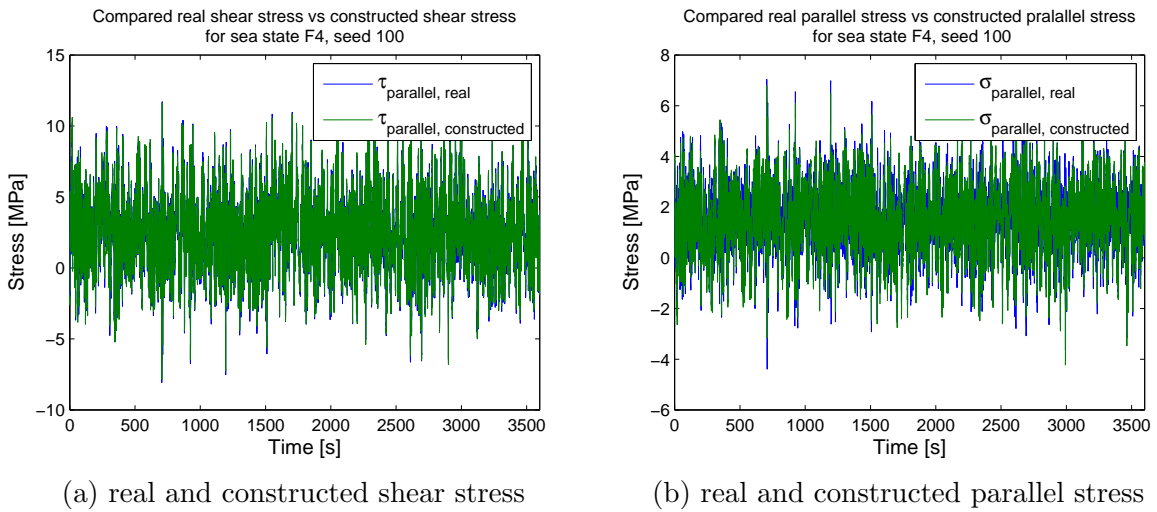 Compared real shear stress vs constructed shear stress
for sea state F4, seed 100
15
10
5
0
−5
−10
Stress [MPa]
τparallel, real
τparallel, constructed
0 500 1000 1500 2000 2500 3000 3500
Time [s]
(a) real and constructed shear stress
Compared real parallel stress vs constructed pralallel stress
for sea state F4, seed 100
8
6
4
2
0
−2
−4
−6
Stress [MPa]
σparallel, real
σparallel, constructed
0 500 1000 1500 2000 2500 3000 3500
Time [s]
(b) real and constructed parallel stress